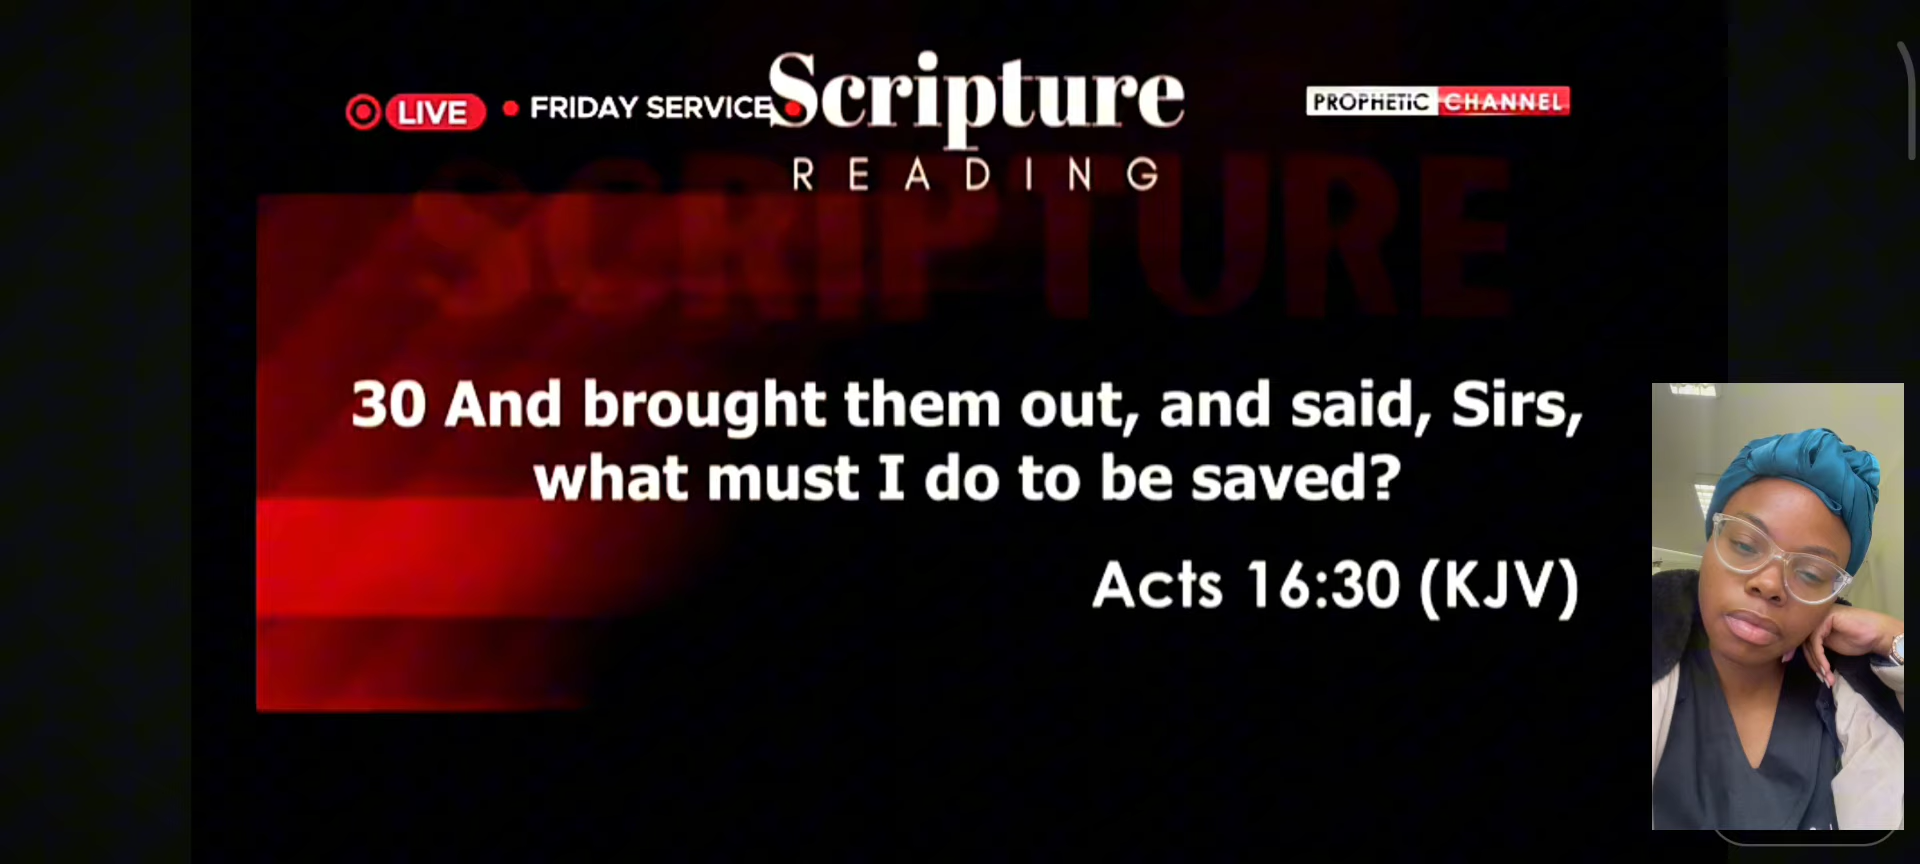 LIVE • FRIDAY SERVICE •
Scripture
READING
PROPHETIC CHANNEL
SCRIPTURE
30 And brought them out, and said, Sirs,
what must I do to be saved?
Acts 16:30 (KJV)